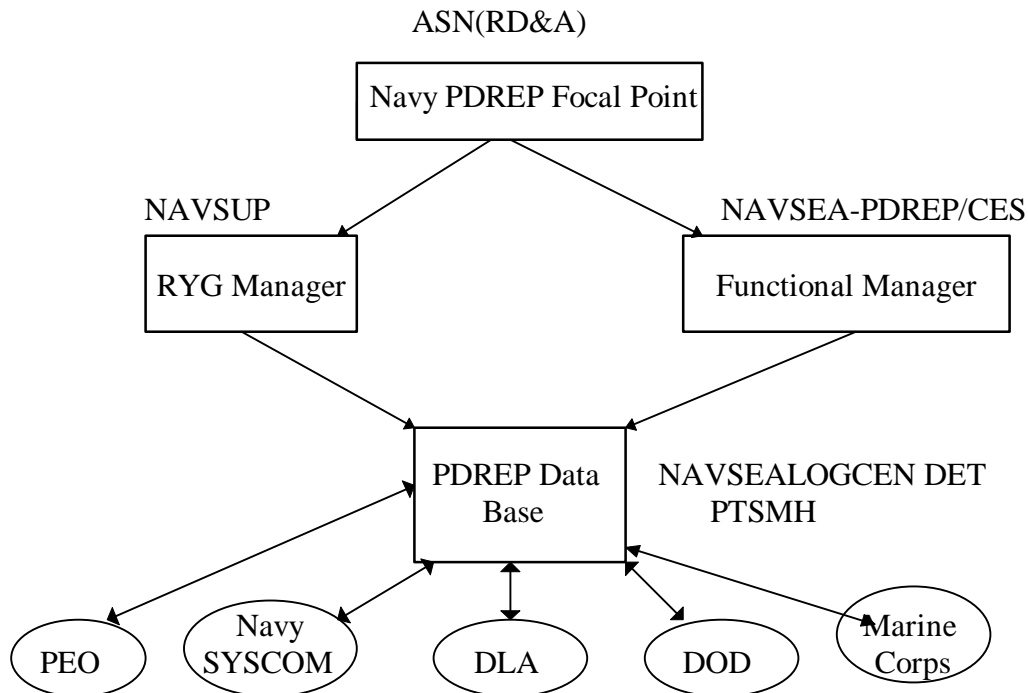 ASN(RD&A)
Navy PDREP Focal Point
NAVSUP
NAVSEA-PDREP/CES
RYG Manager
Functional Manager
PDREP Data
Base
NAVSEALOGCEN DET
PTSMH
PEO
Navy
SYSCOM
DLA
DOD
Marine
Corps